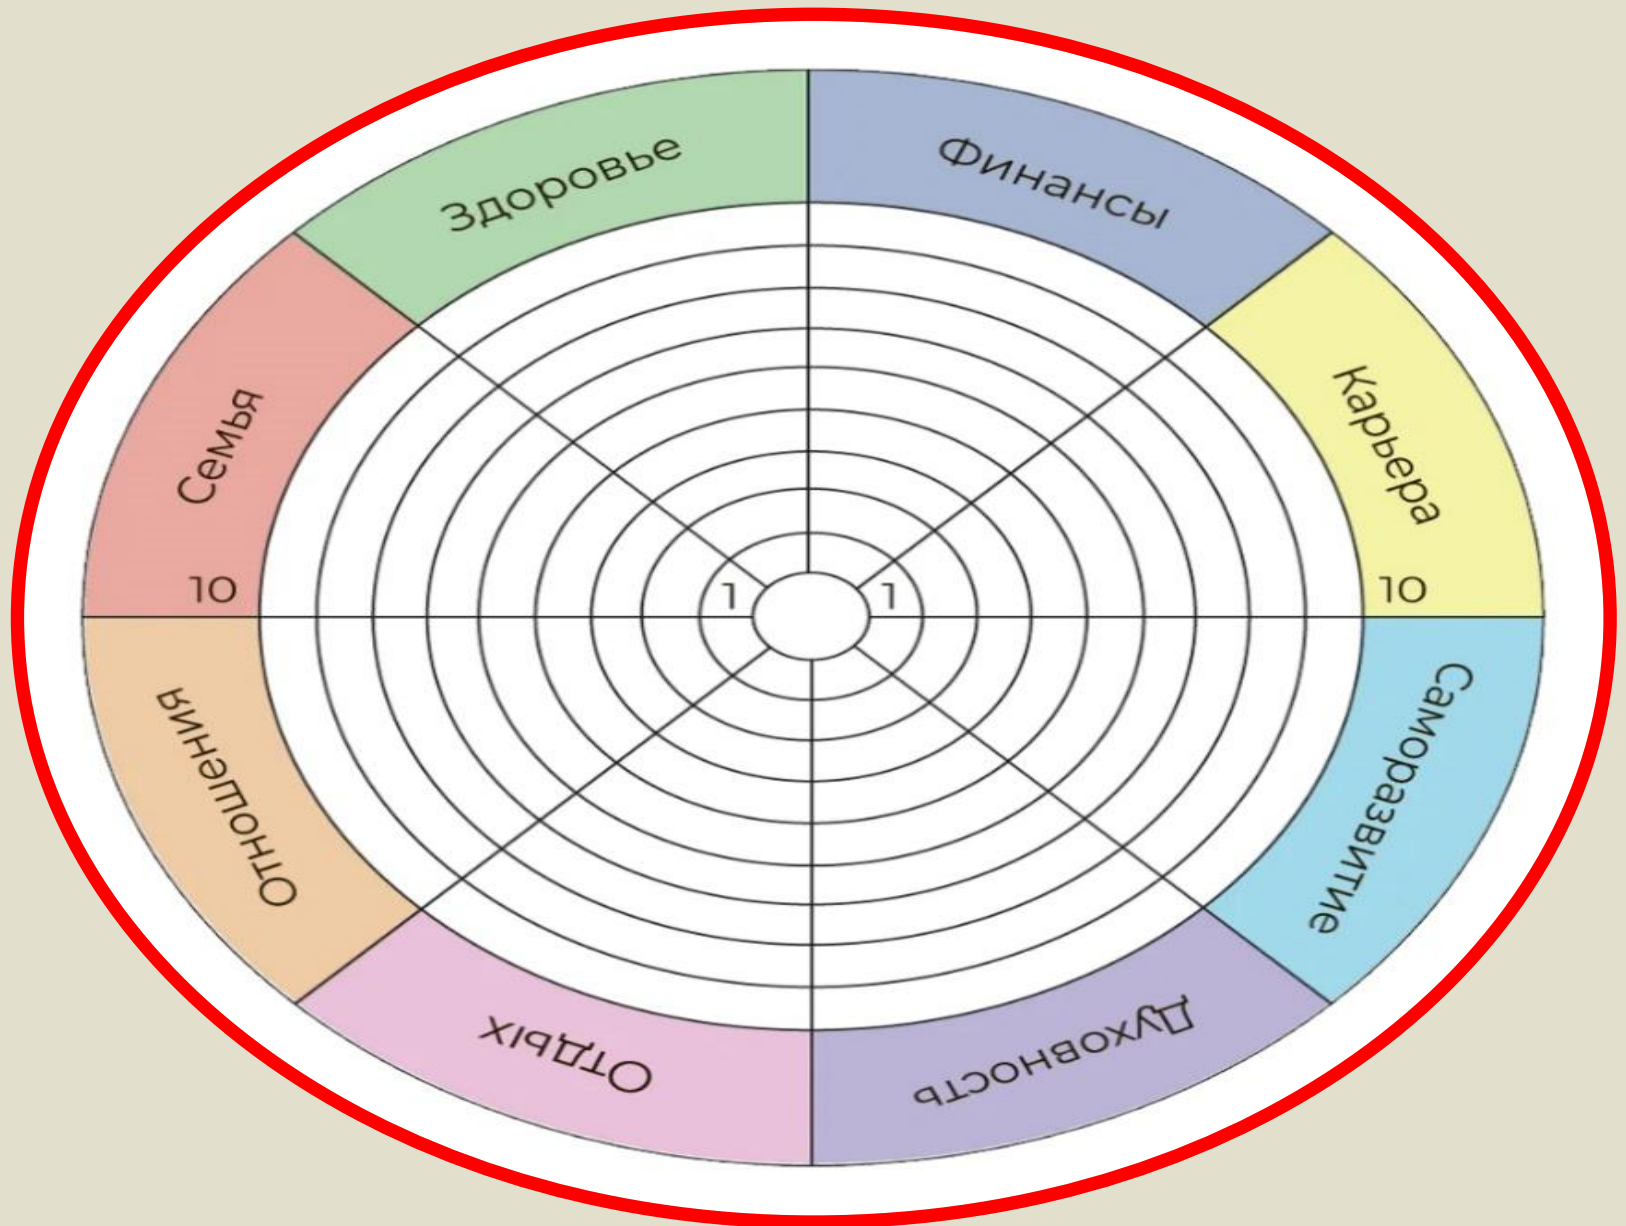 Здоровье
Финансы
Карьера
10
Саморазвитие
Духовность
Отдых
Отношения
Семья
10
1
1